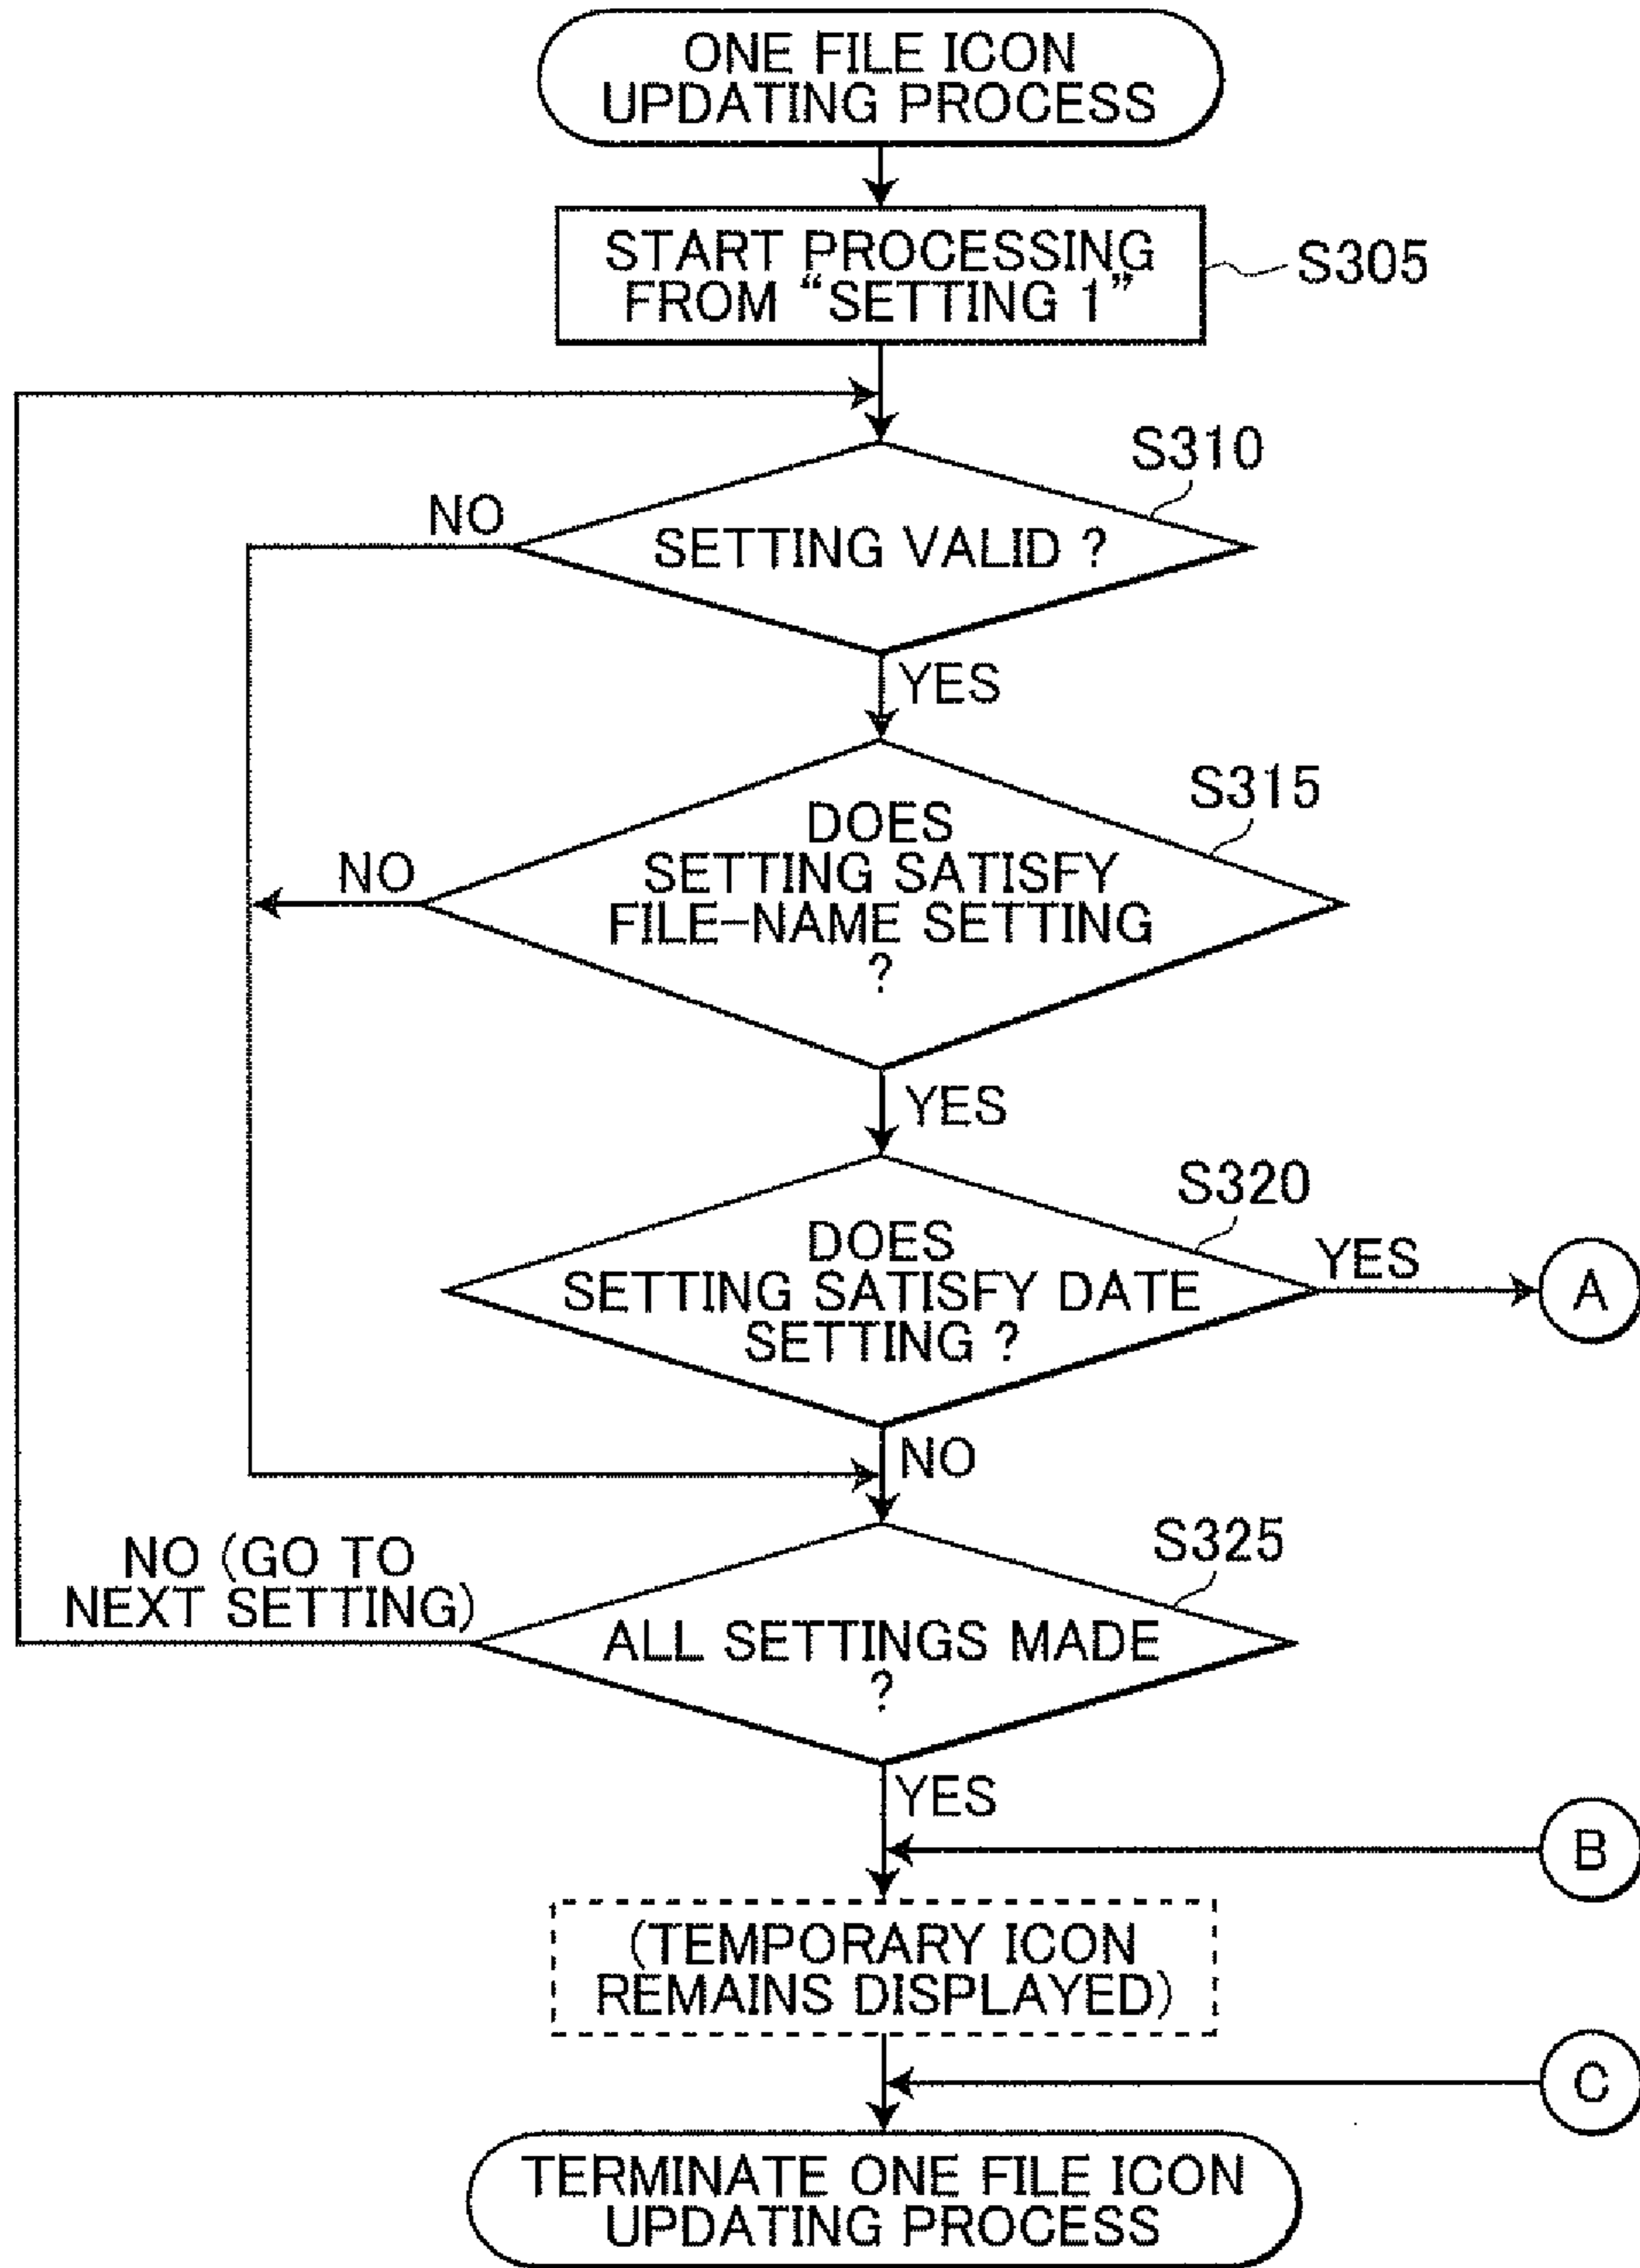 ONE FILE ICON
UPDATING PROCESS
START PROCESSING
FROM “SETTING 1”
S305
S310
NO
SETTING VALID ?
YES
S315
DOES
NO
SETTING SATISFY
FILE-NAME SETTING
?
YES
S320
DOES
YES
SETTING SATISFY DATE
SETTING ?
A
NO
S325
NO (GO TO
NEXT SETTING)
ALL SETTINGS MADE
?
YES
B
(TEMPORARY ICON
REMAINS DISPLAYED)
C
TERMINATE ONE FILE ICON
UPDATING PROCESS